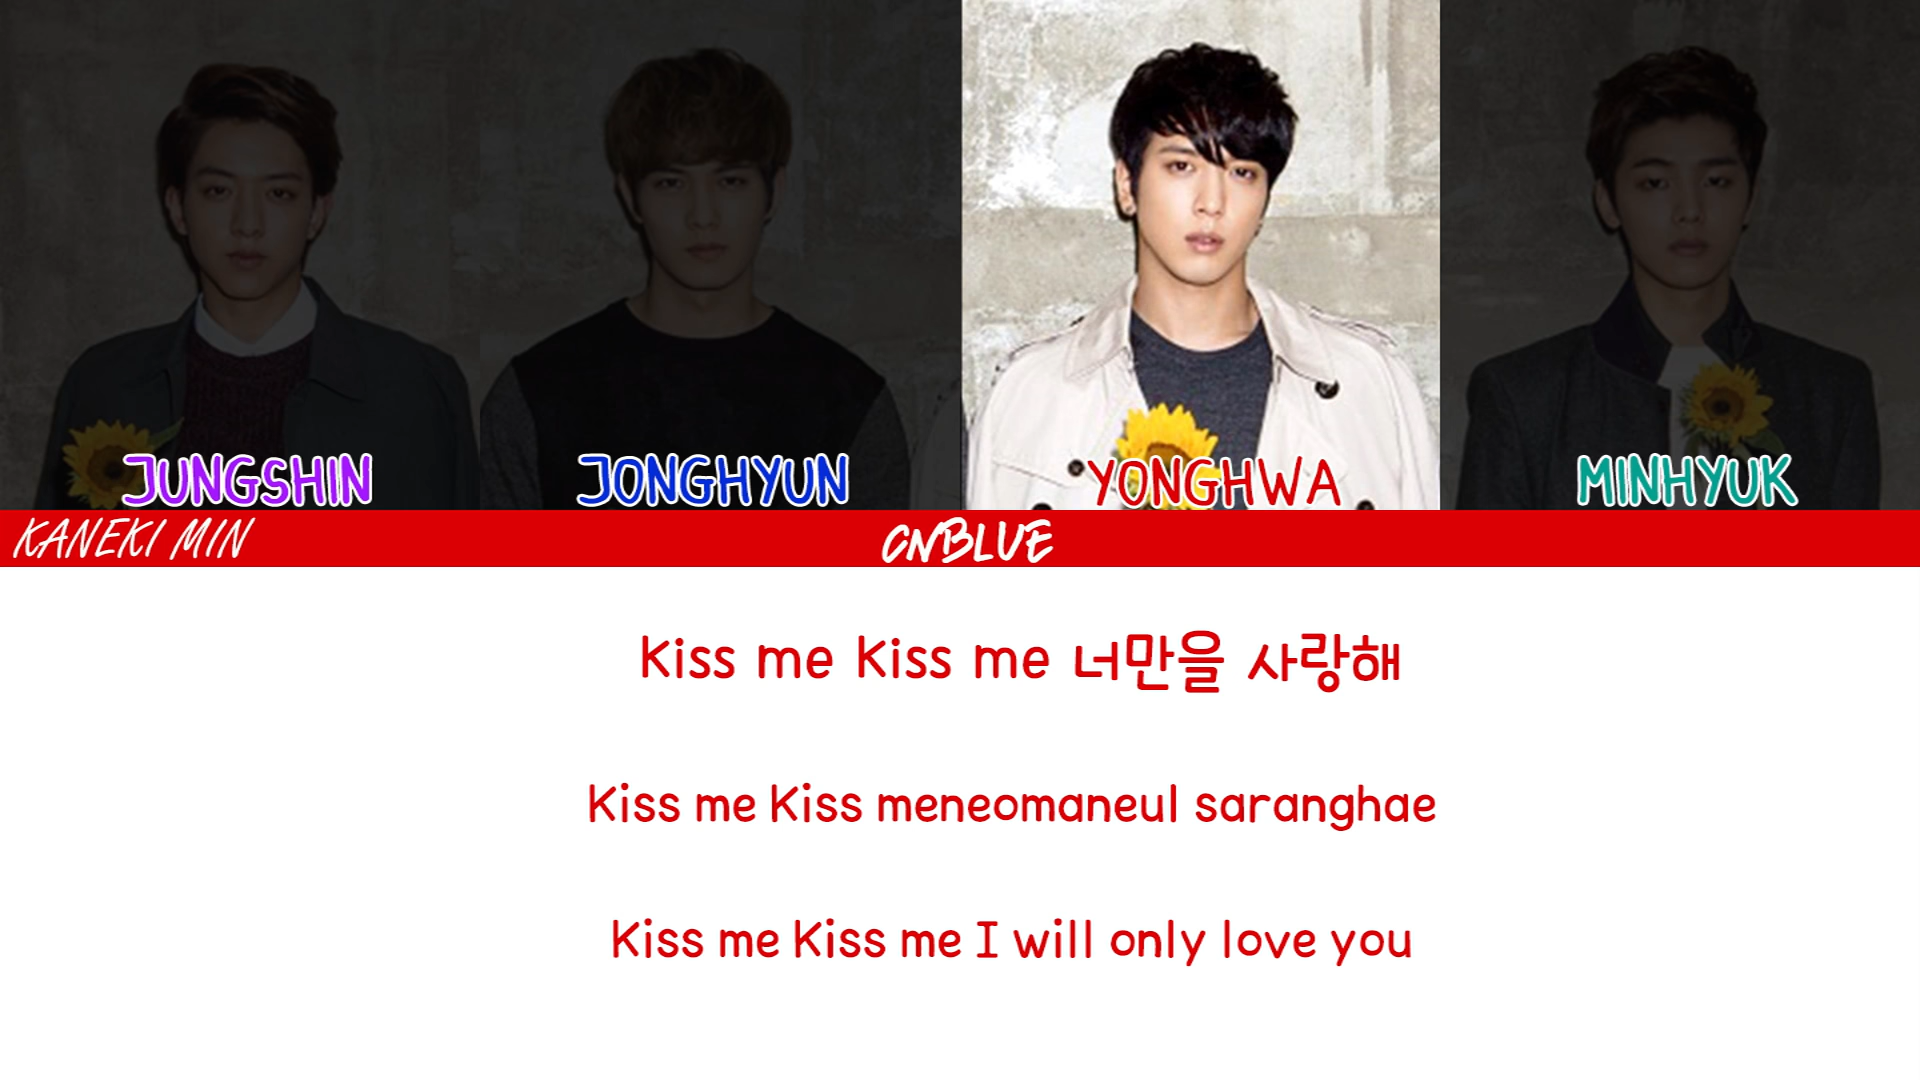 JUNGSHIN
JONGHYUN
YONGHWA
MINHYUK
KANEKI MIN
CNBLUE
Kiss me Kiss me 너만을 사랑해
Kiss me Kiss meneomaneul saranghae
Kiss me Kiss me I will only love you